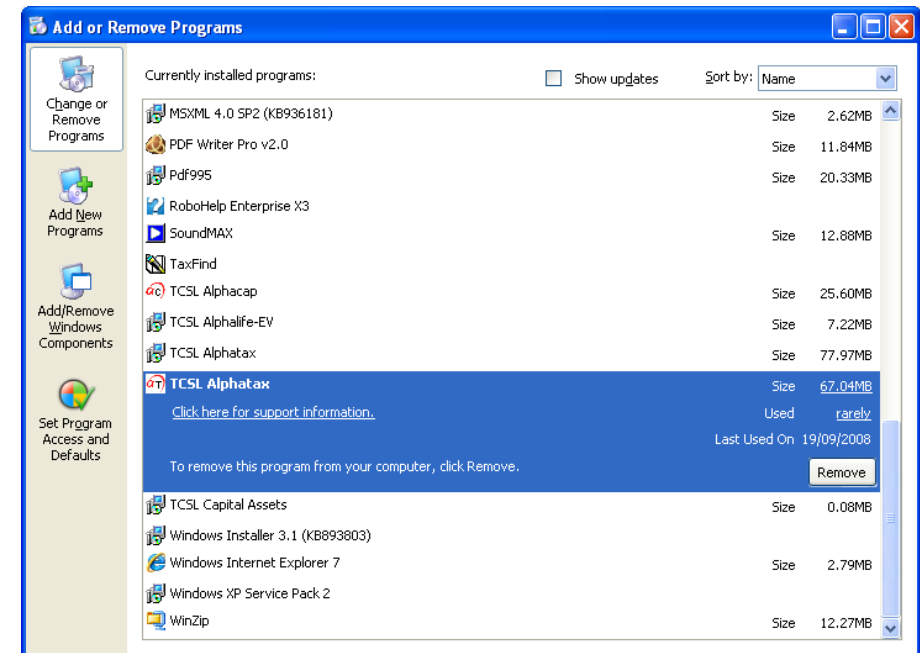 Add or Remove Programs
Change or
Remove
Programs
Add New
Programs
Add/Remove
Windows
Components
Set Program
Access and
Defaults
Currently installed programs:
Show updates
Sort by: Name
MSXML 4.0 SP2 (KB936181) Size 2.62MB
PDF Writer Pro v2.0 Size 11.84MB
Pdf995 Size 20.33MB
RoboHelp Enterprise X3
SoundMAX Size 12.88MB
TaxFind
TCSL Alphacap Size 25.60MB
TCSL Alphalife-EV Size 7.22MB
TCSL Alphatax Size 77.97MB
TCSL Alphatax Size 67.04MB
Click here for support information. Used rarely
Last Used On 19/09/2008
To remove this program from your computer, click Remove. Remove
TCSL Capital Assets Size 0.08MB
Windows Installer 3.1 (KB893803)
Windows Internet Explorer 7 Size 2.79MB
Windows XP Service Pack 2
WinZip Size 12.27MB